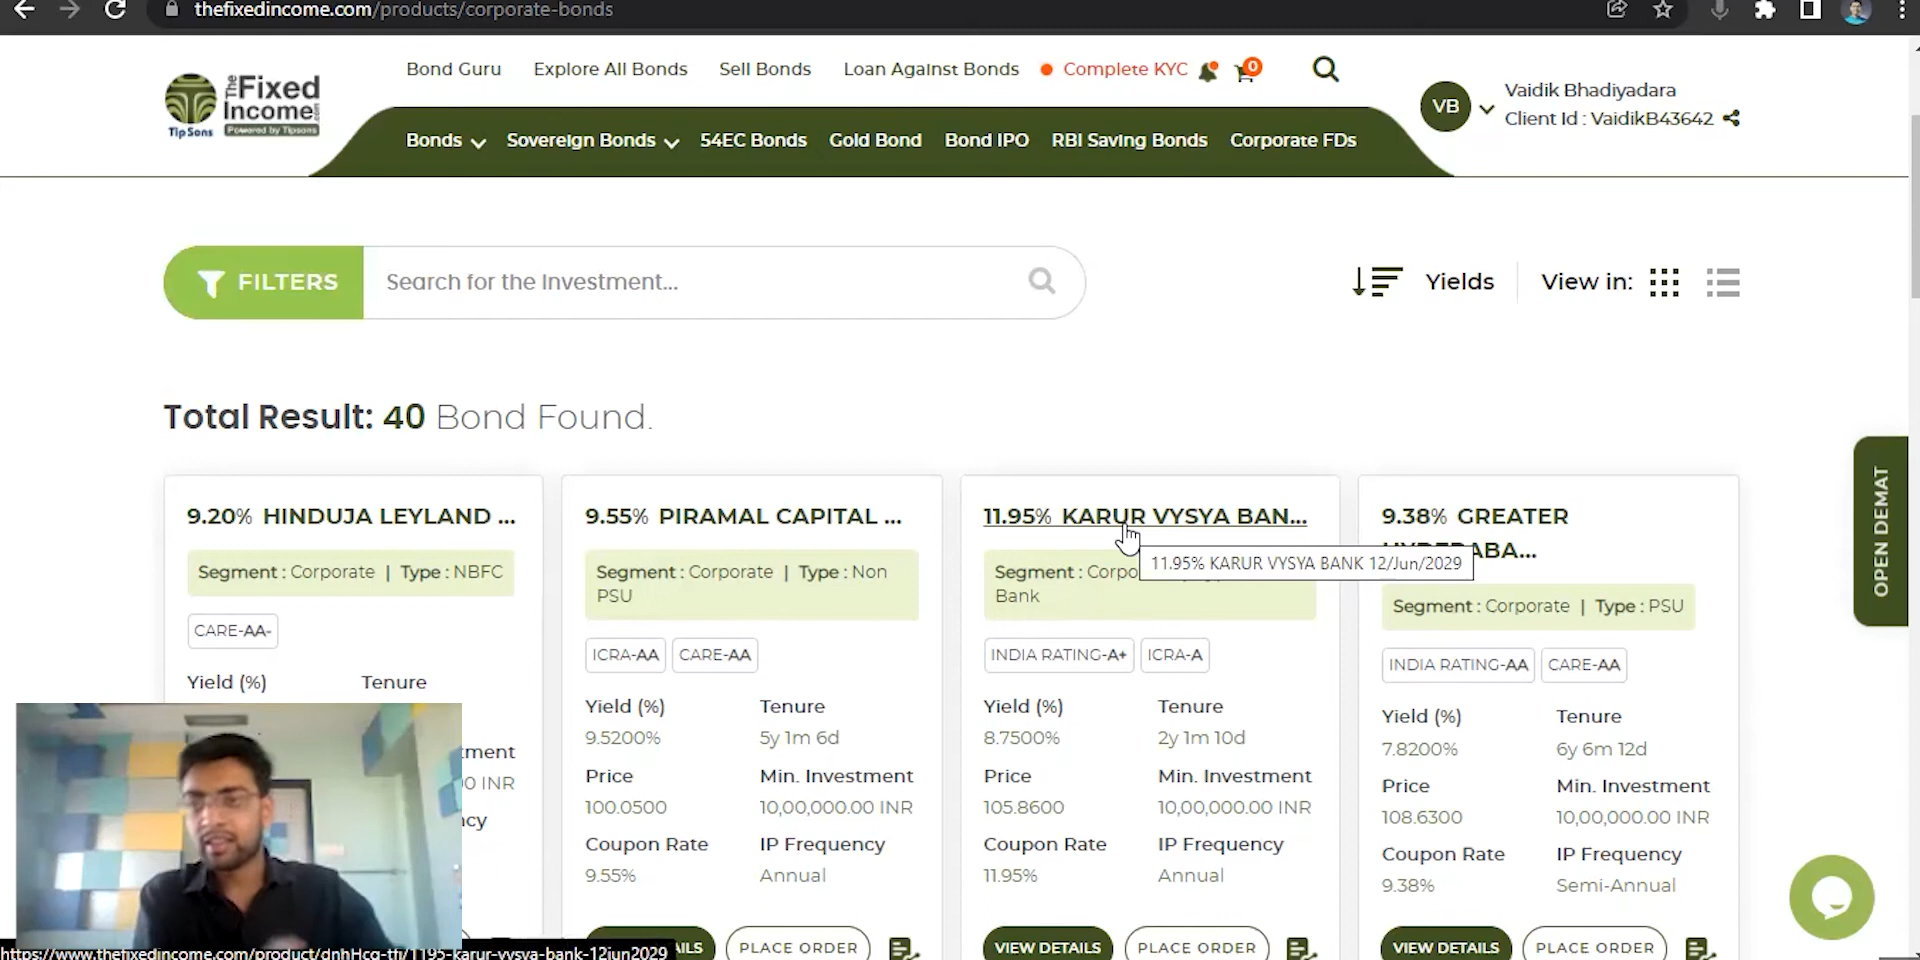 thefixedincome.com/products/corporate-bonds
Bond Guru
Explore All Bonds
Sell Bonds
Loan Against Bonds
Complete KYC
0
The Fixed Income.com
Powered by Tipsons
Tip Sons
VB
Vaidik Bhadiyadara
Client Id : VaidikB43642
Bonds
Sovereign Bonds
54EC Bonds
Gold Bond
Bond IPO
RBI Saving Bonds
Corporate FDs
FILTERS
Search for the Investment...
Yields
View in:
Total Result: 40 Bond Found.
OPEN DEMAT
9.20% HINDUJA LEYLAND ...
Segment : Corporate | Type : NBFC
CARE-AA-
Yield (%)
Tenure
9.55% PIRAMAL CAPITAL ...
Segment : Corporate | Type : Non
PSU
ICRA-AA
CARE-AA
Yield (%)
Tenure
9.5200%
5y 1m 6d
Price
Min. Investment
100.0500
10,00,000.00 INR
Coupon Rate
IP Frequency
9.55%
Annual
PLACE ORDER
11.95% KARUR VYSYA BAN...
11.95% KARUR VYSYA BANK 12/Jun/2029
Segment :
Bank
INDIA RATING-A+
ICRA-A
Yield (%)
Tenure
8.7500%
2y 1m 10d
Price
Min. Investment
105.8600
10,00,000.00 INR
Coupon Rate
IP Frequency
11.95%
Annual
VIEW DETAILS
PLACE ORDER
9.38% GREATER
Segment : Corporate | Type : PSU
INDIA RATING-AA
CARE-AA
Yield (%)
Tenure
7.8200%
6y 6m 12d
Price
Min. Investment
108.6300
10,00,000.00 INR
Coupon Rate
IP Frequency
9.38%
Semi-Annual
VIEW DETAILS
PLACE ORDER